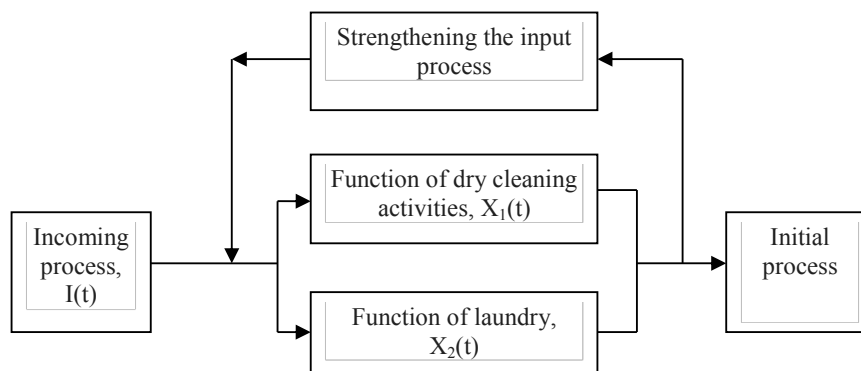 Strengthening the input
process
Function of dry cleaning
activities, X₁(t)
Incoming
process,
I(t)
Initial
process
Function of laundry,
X₂(t)